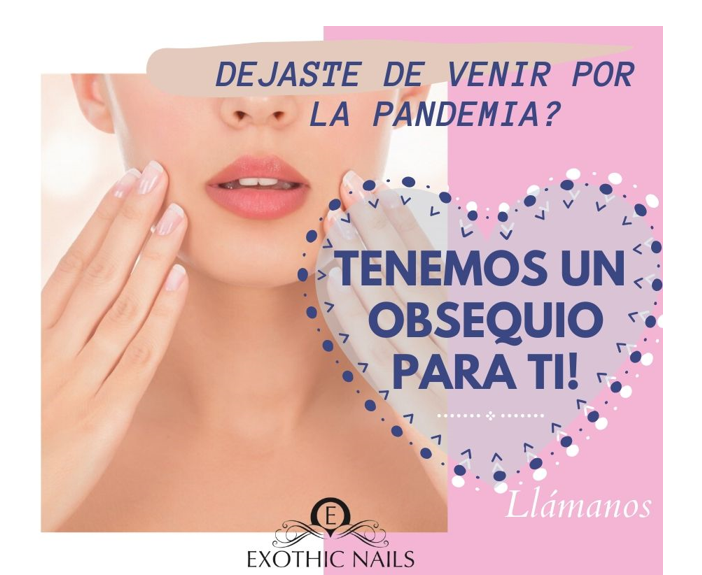 DEJASTE DE VENIR POR
LA PANDEMIA?
TENEMOS UN
OBSEQUIO
PARA TI!
Llámanos
E
EXOTHIC NAILS